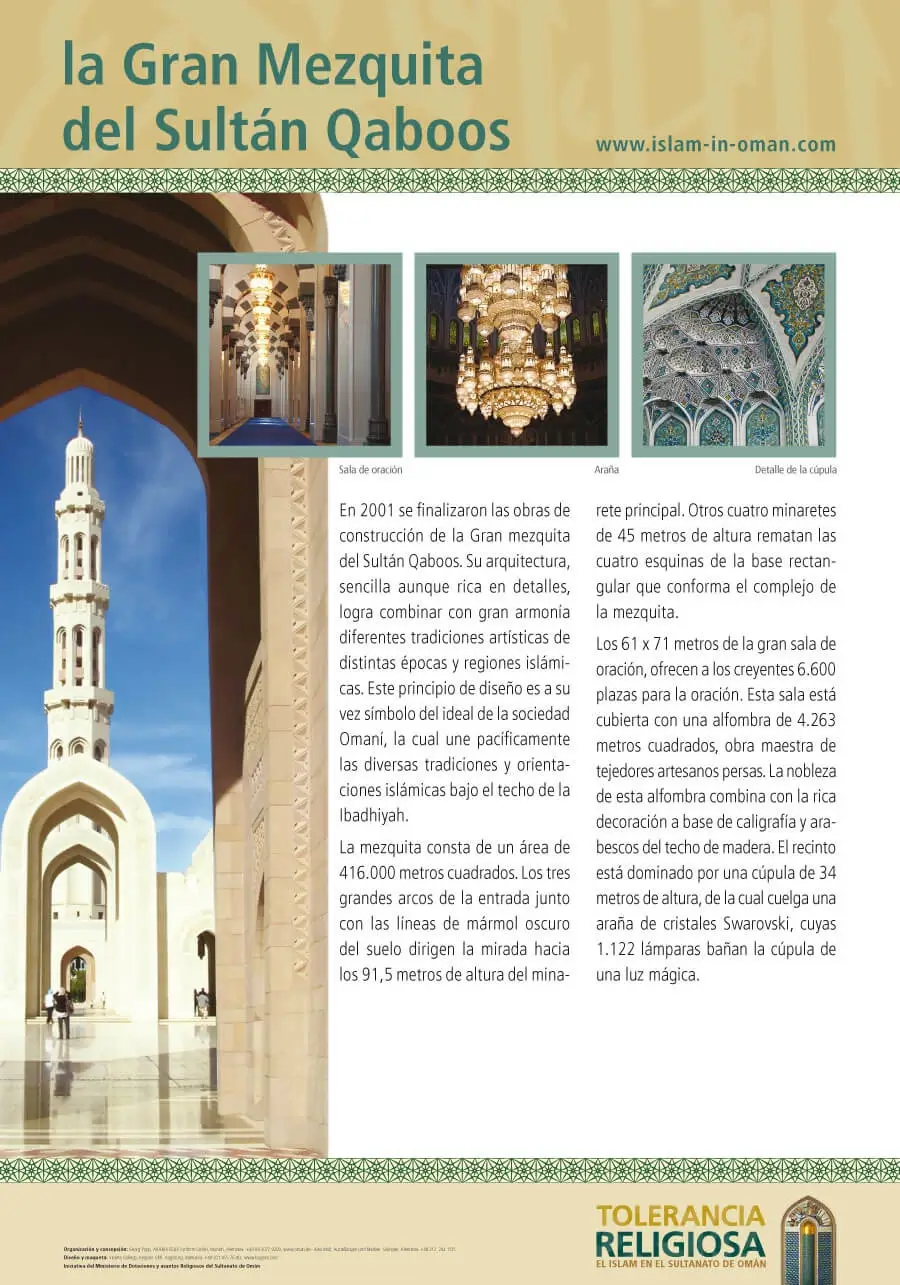 la Gran Mezquita
del Sultán Qaboos
www.islam-in-oman.com
Sala de oración
Araña
Detalle de la cúpula
En 2001 se finalizaron las obras de
construcción de la Gran mezquita
del Sultán Qaboos. Su arquitectura,
sencilla aunque rica en detalles,
logra combinar con gran armonía
diferentes tradiciones artísticas de
distintas épocas y regiones islámi-
cas. Este principio de diseño es a su
vez símbolo del ideal de la sociedad
Omaní, la cual une pacíficamente
las diversas tradiciones y orienta-
ciones islámicas bajo el techo de la
Ibadhiyah.
La mezquita consta de un área de
416.000 metros cuadrados. Los tres
grandes arcos de la entrada junto
con las líneas de mármol oscuro
del suelo dirigen la mirada hacia
los 91,5 metros de altura del mina-
rete principal. Otros cuatro minaretes
de 45 metros de altura rematan las
cuatro esquinas de la base rectan-
gular que conforma el complejo de
la mezquita.
Los 61 x 71 metros de la gran sala de
oración, ofrecen a los creyentes 6.600
plazas para la oración. Esta sala está
cubierta con una alfombra de 4.263
metros cuadrados, obra maestra de
tejedores artesanos persas. La nobleza
de esta alfombra combina con la rica
decoración a base de caligrafía y ara-
bescos del techo de madera. El recinto
está dominado por una cúpula de 34
metros de altura, de la cual cuelga una
araña de cristales Swarovski, cuyas
1.122 lámparas bañan la cúpula de
una luz mágica.
Organización y concepción:
Diseño y maqueta:
Iniciativa del Ministerio de Dotaciones y asuntos Religiosos del Sultanato de Omán
TOLERANCIA
RELIGIOSA
EL ISLAM EN EL SULTANATO DE OMÁN